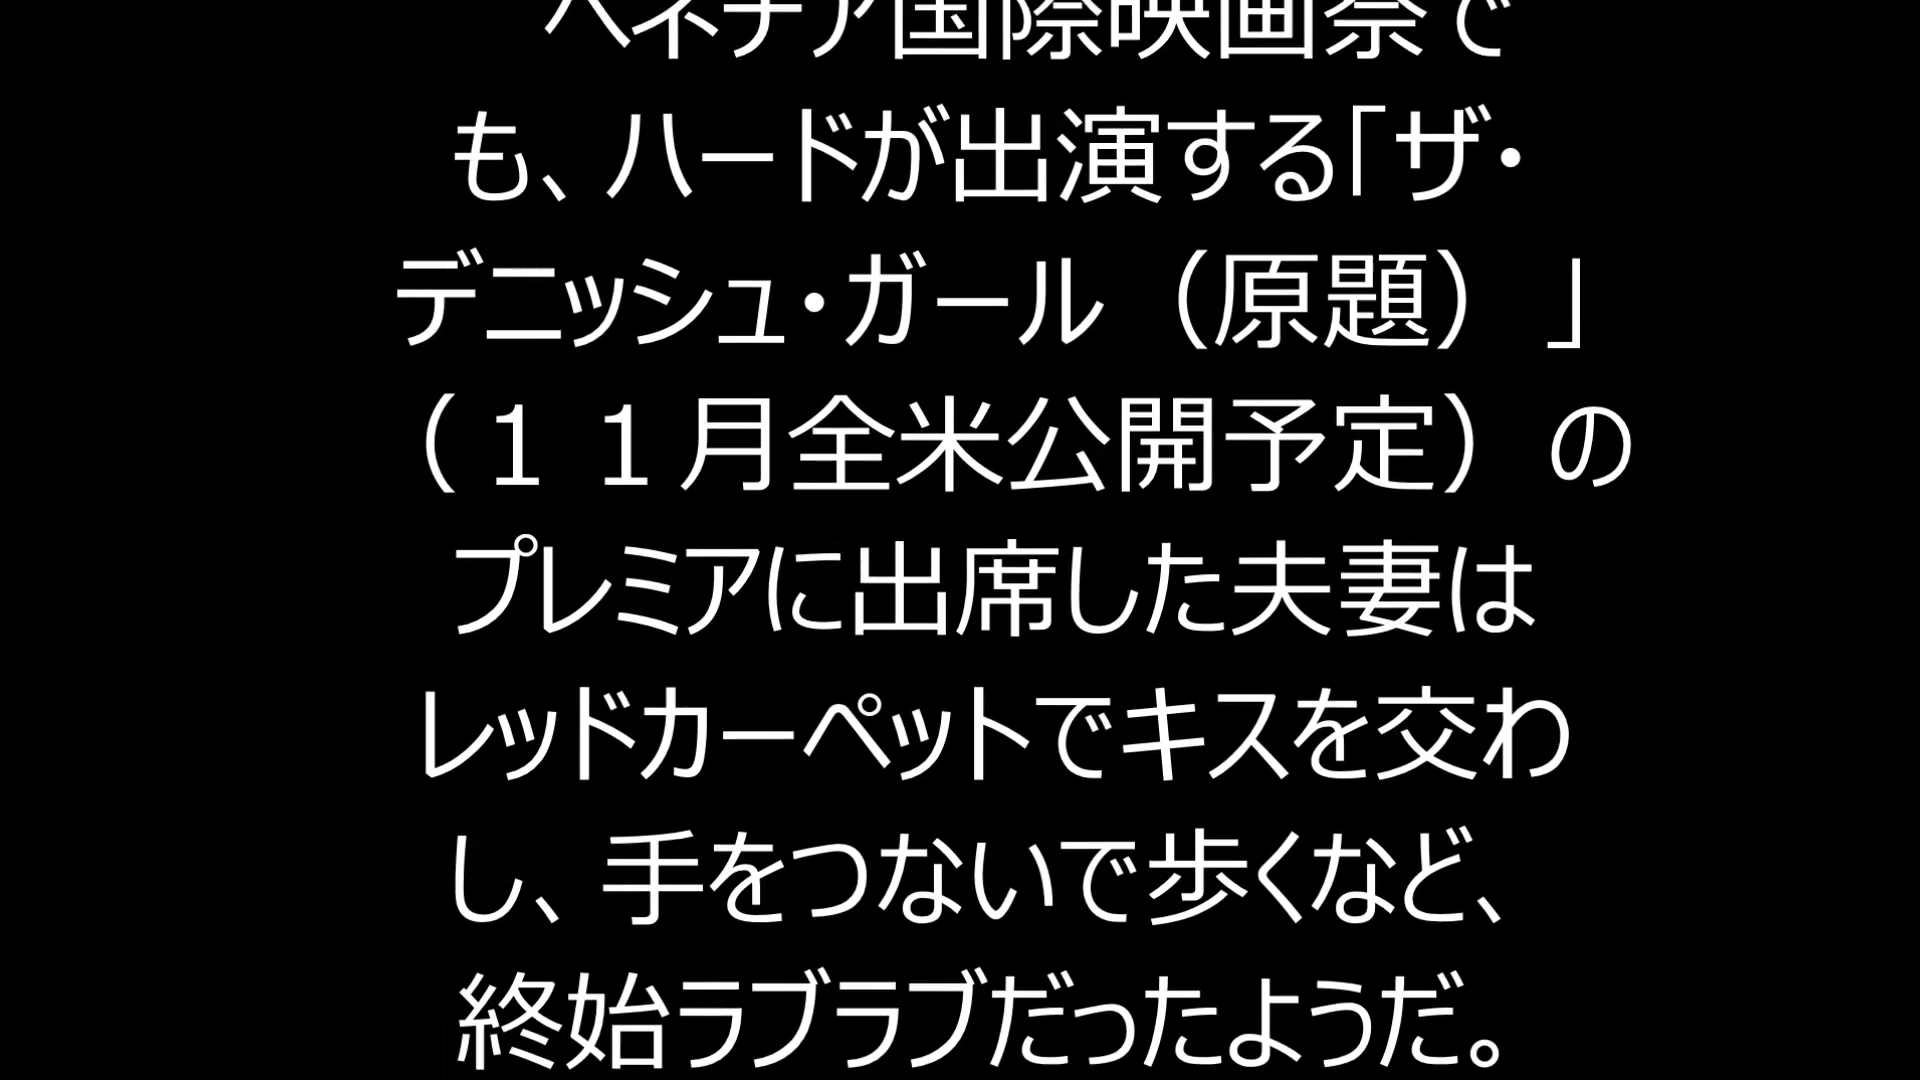 ベネチア国際映画祭で
も、ハードが出演する「ザ・
デニッシュ・ガール（原題）」
（１１月全米公開予定）の
プレミアに出席した夫妻は
レッドカーペットでキスを交わ
し、手をつないで歩くなど、
終始ラブラブだったようだ。